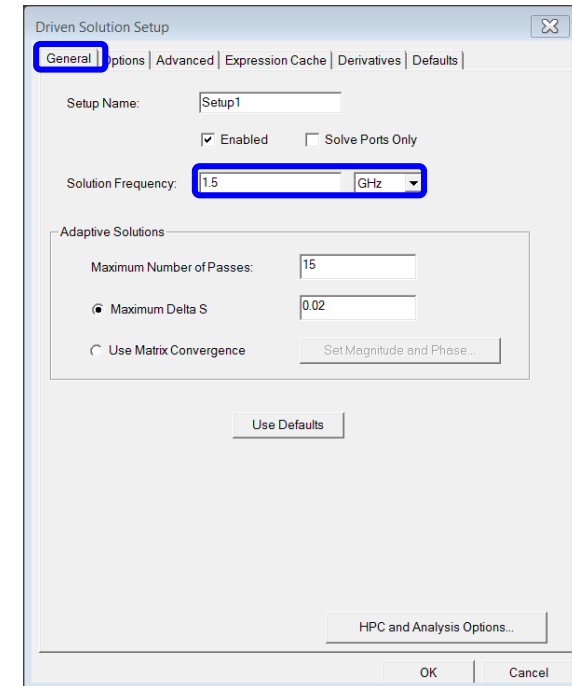 Driven Solution Setup
General Options Advanced Expression Cache Derivatives Defaults
Setup Name: Setup1
Enabled Solve Ports Only
Solution Frequency: 1.5 GHz
Adaptive Solutions
Maximum Number of Passes: 15
Maximum Delta S 0.02
Use Matrix Convergence Set Magnitude and Phase...
Use Defaults
HPC and Analysis Options...
OK Cancel